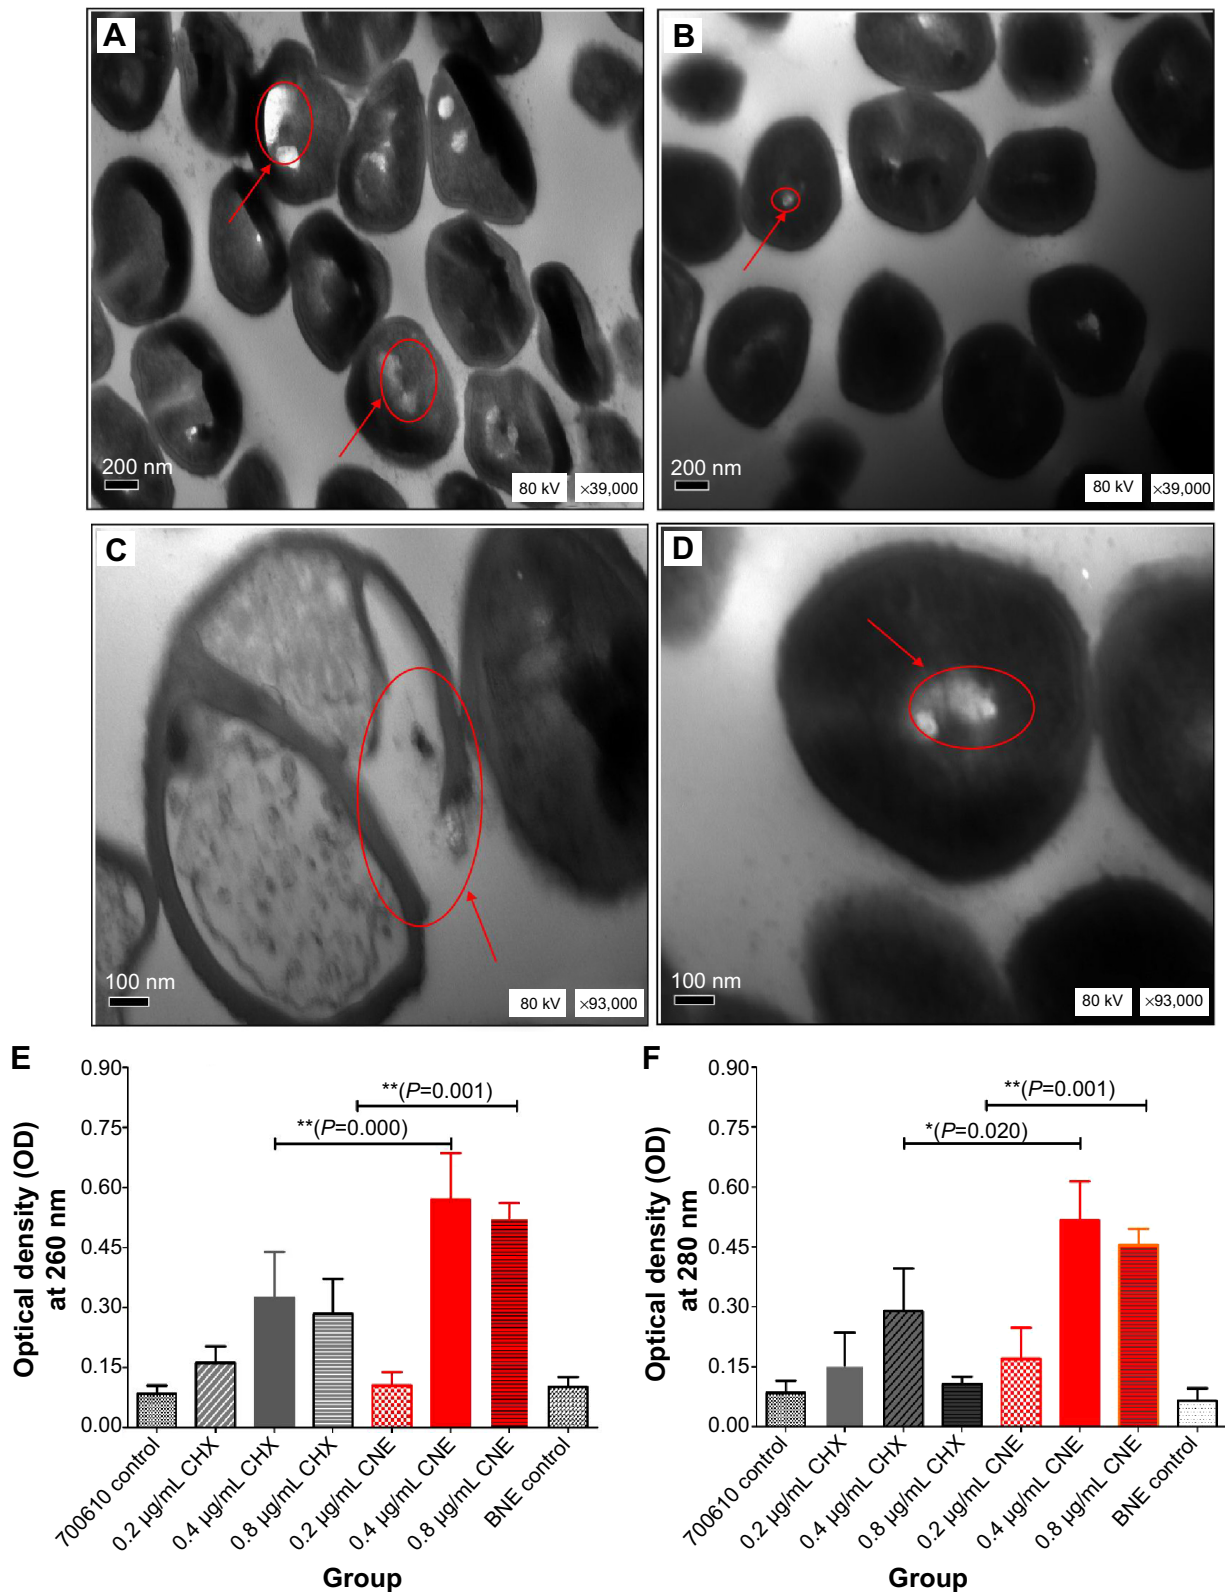 A
200 nm
80 kV
×39,000
B
200 nm
80 kV
×39,000
C
100 nm
80 kV
×93,000
D
100 nm
80 kV
×93,000
E
Optical density (OD)
at 260 nm
0.90
0.75
0.60
0.45
0.30
0.15
0.00
**(P=0.001)
**(P=0.000)
700610 control
0.2 µg/mL CHX
0.4 µg/mL CHX
0.8 µg/mL CHX
0.2 µg/mL CNE
0.4 µg/mL CNE
0.8 µg/mL CNE
BNE control
Group
F
Optical density (OD)
at 280 nm
0.90
0.75
0.60
0.45
0.30
0.15
0.00
**(P=0.001)
*(P=0.020)
700610 control
0.2 µg/mL CHX
0.4 µg/mL CHX
0.8 µg/mL CHX
0.2 µg/mL CNE
0.4 µg/mL CNE
0.8 µg/mL CNE
BNE control
Group